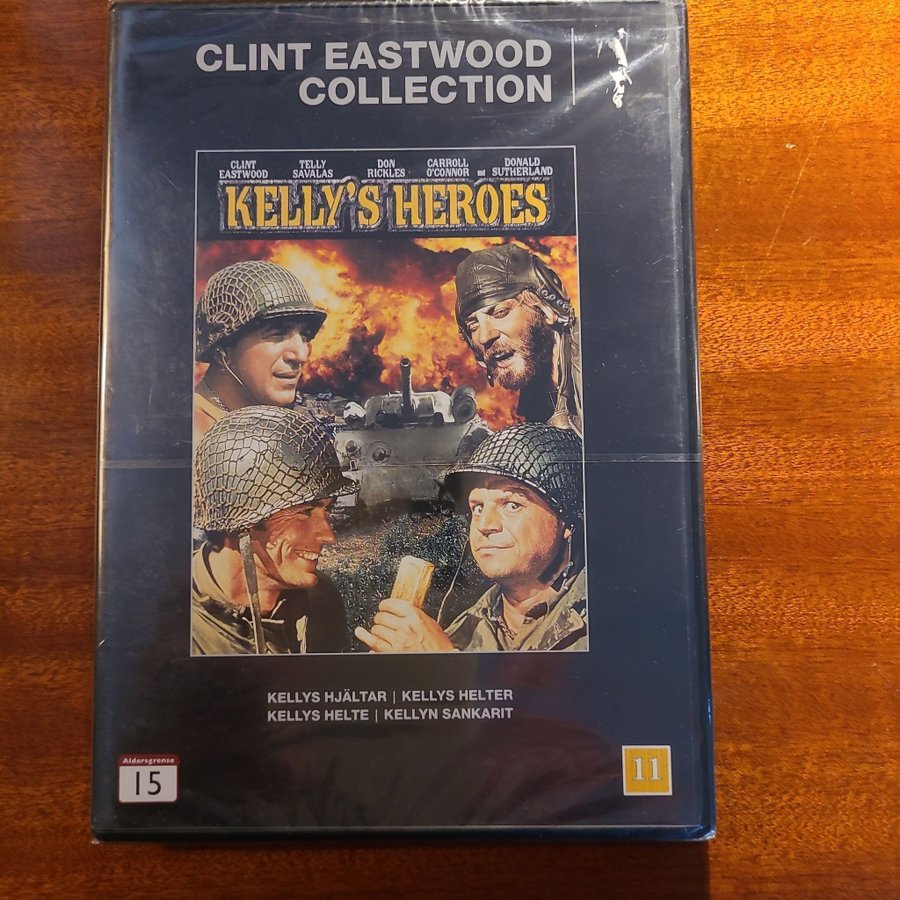 CLINT EASTWOOD
COLLECTION
CLINT EASTWOOD TELLY SAVALAS DON RICKLES CARROLL O'CONNOR and DONALD SUTHERLAND
KELLY'S HEROES
KELLYS HJÄLTAR | KELLYS HELTER
KELLYS HELTE | KELLYN SANKARIT
Aldersgrense
15
11